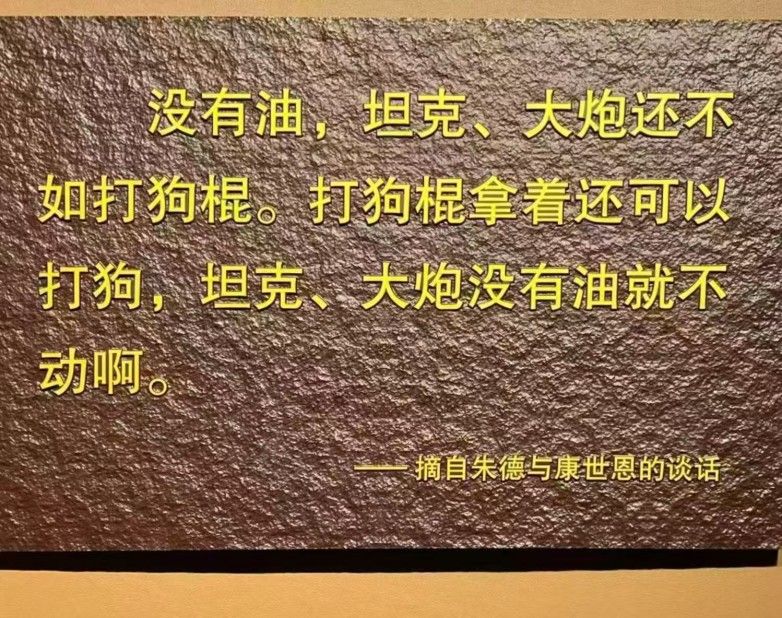 没有油，坦克、大炮还不
如打狗棍。打狗棍拿着还可以
打狗，坦克、大炮没有油就不
动啊。
—— 摘自朱德与康世恩的谈话